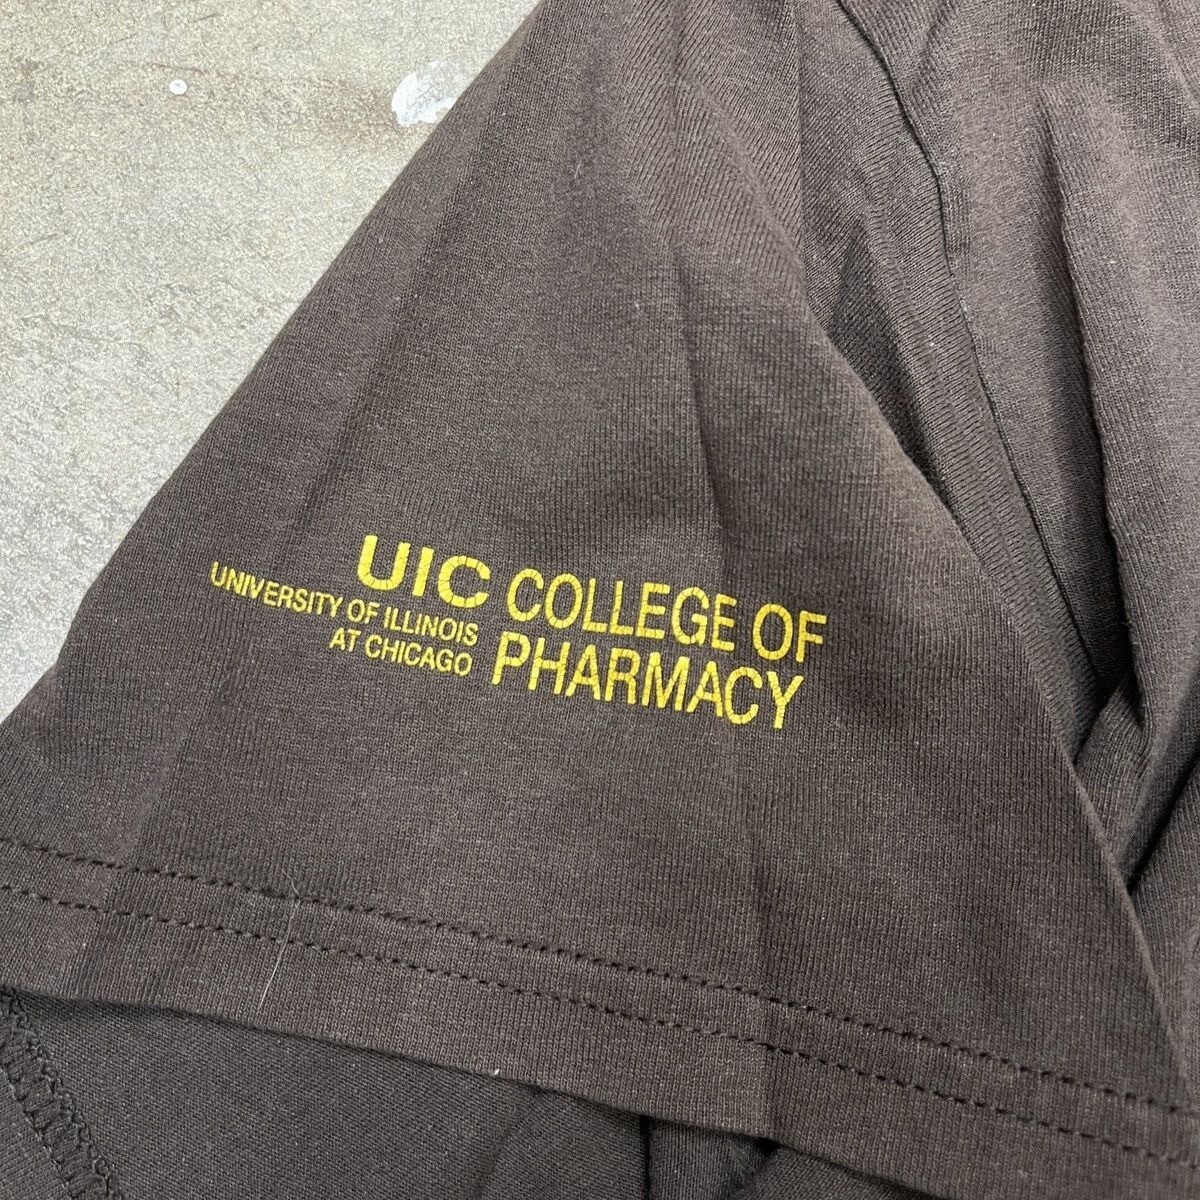 UIC
UNIVERSITY OF ILLINOIS
AT CHICAGO
COLLEGE OF
PHARMACY